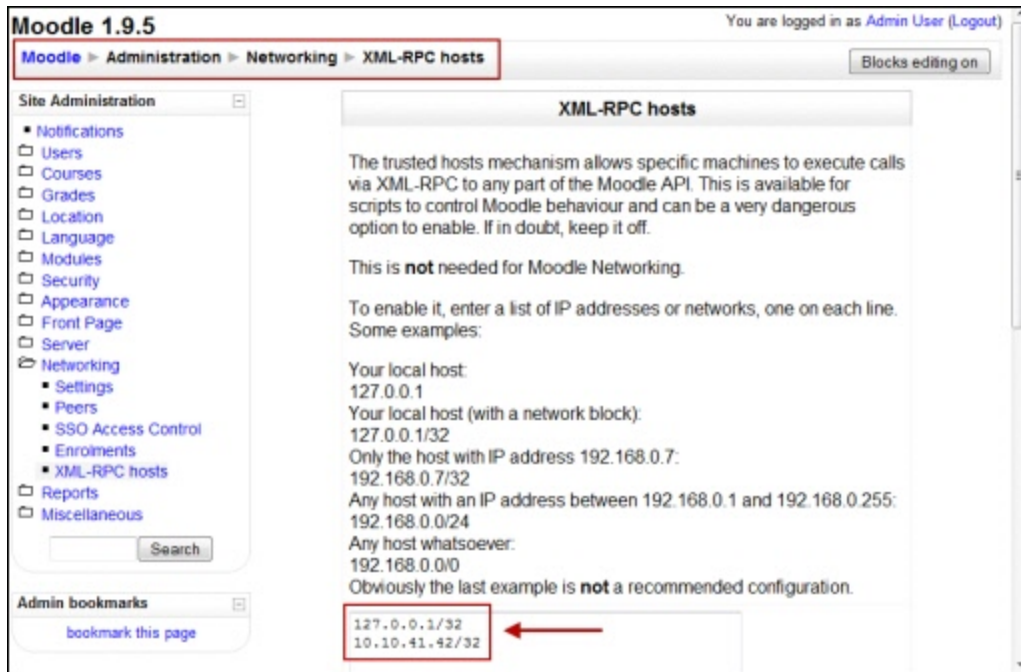 Moodle 1.9.5
You are logged in as Admin User (Logout)
Moodle ► Administration ► Networking ► XML-RPC hosts
Blocks editing on
Site Administration
Notifications
Users
Courses
Grades
Location
Language
Modules
Security
Appearance
Front Page
Server
Networking
Settings
Peers
SSO Access Control
Enrolments
XML-RPC hosts
Reports
Miscellaneous
Search
Admin bookmarks
bookmark this page
XML-RPC hosts
The trusted hosts mechanism allows specific machines to execute calls
via XML-RPC to any part of the Moodle API. This is available for
scripts to control Moodle behaviour and can be a very dangerous
option to enable. If in doubt, keep it off.
This is not needed for Moodle Networking.
To enable it, enter a list of IP addresses or networks, one on each line.
Some examples:
Your local host:
127.0.0.1
Your local host (with a network block):
127.0.0.1/32
Only the host with IP address 192.168.0.7:
192.168.0.7/32
Any host with an IP address between 192.168.0.1 and 192.168.0.255:
192.168.0.0/24
Any host whatsoever:
192.168.0.0/0
Obviously the last example is not a recommended configuration.
127.0.0.1/32
10.10.41.42/32